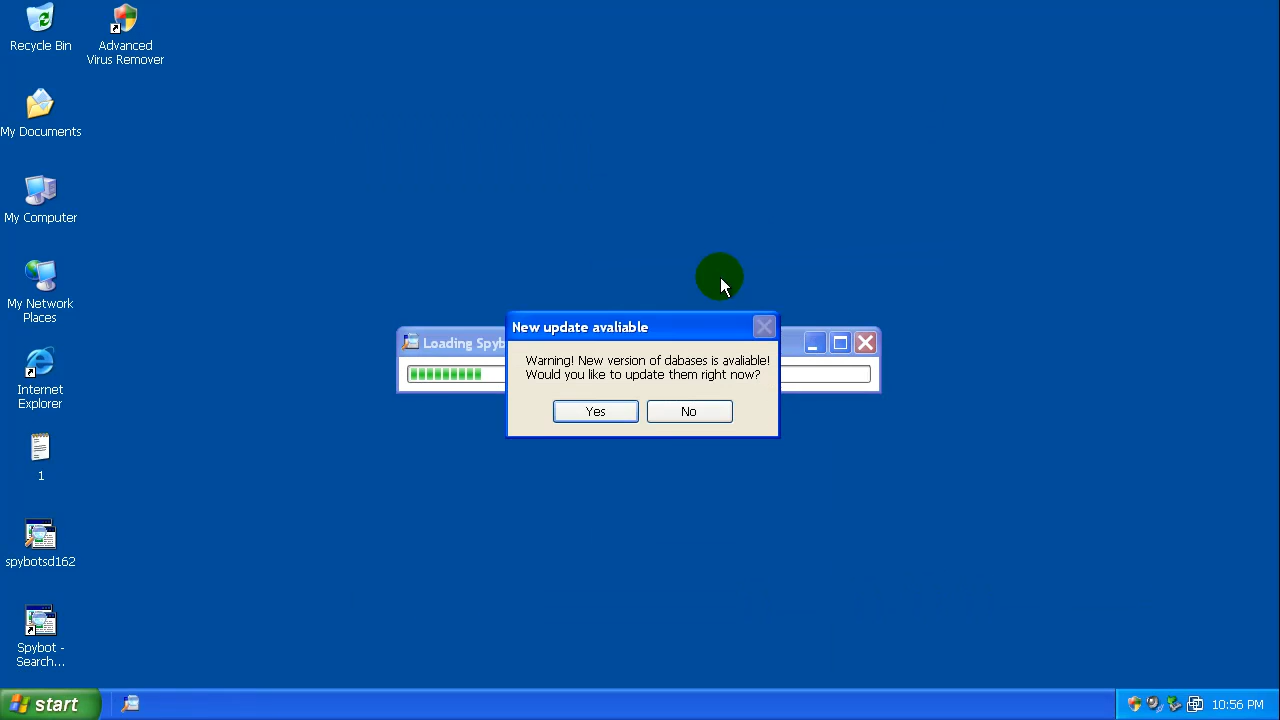 Recycle Bin
Advanced
Virus Remover
My Documents
My Computer
My Network
Places
Internet
Explorer
1
spybotsd162
Spybot -
Search...
Loading Spyb
New update avaliable
Warning! New version of dabases is avaliable!
Would you like to update them right now?
Yes
No
start
10:56 PM